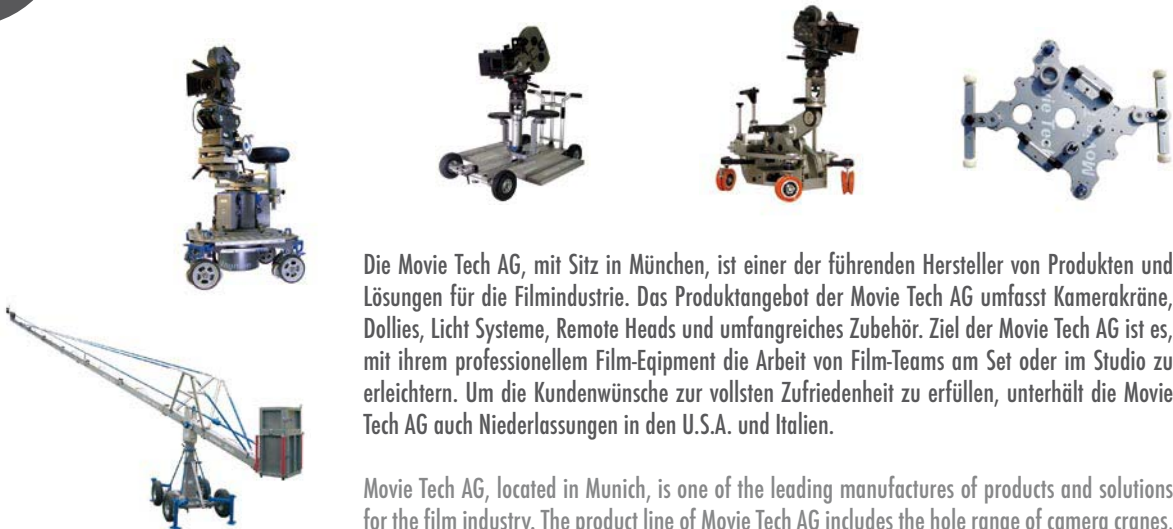 Movie Tech
Movie Tech
Die Movie Tech AG, mit Sitz in München, ist einer der führenden Hersteller von Produkten und
Lösungen für die Filmindustrie. Das Produktangebot der Movie Tech AG umfasst Kamerakräne,
Dollies, Licht Systeme, Remote Heads und umfangreiches Zubehör. Ziel der Movie Tech AG ist es,
mit ihrem professionellem Film-Eqipment die Arbeit von Film-Teams am Set oder im Studio zu
erleichtern. Um die Kundenwünsche zur vollsten Zufriedenheit zu erfüllen, unterhält die Movie
Tech AG auch Niederlassungen in den U.S.A. und Italien.
Movie Tech AG, located in Munich, is one of the leading manufactures of products and solutions
for the film industry. The product line of Movie Tech AG includes the hole range of camera cranes,